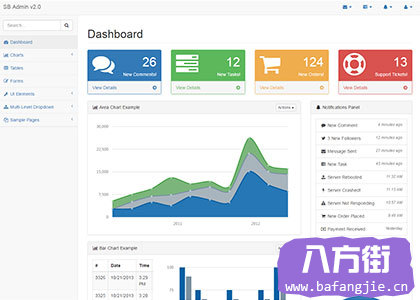 SB Admin v2.0
Search...
Dashboard
Charts
Tables
Forms
UI Elements
Multi-Level Dropdown
Sample Pages
Dashboard
26
New Comments!
View Details
12
New Tasks!
View Details
124
New Orders!
View Details
13
Support Tickets!
View Details
Area Chart Example
Actions
30,000
22,500
15,000
7,500
0
2011
2012
Notifications Panel
New Comment 4 minutes ago
3 New Followers 12 minutes ago
Message Sent 27 minutes ago
New Task 43 minutes ago
Server Rebooted 11:32 AM
Server Crashed! 11:13 AM
Server Not Responding 10:57 AM
New Order Placed 9:49 AM
Payment Received Yesterday
Bar Chart Example
# Date Time
3326 10/21/2013 3:29 PM
3325 10/21/2013 3:20
100
75
八方街
www.bafangjie.cn